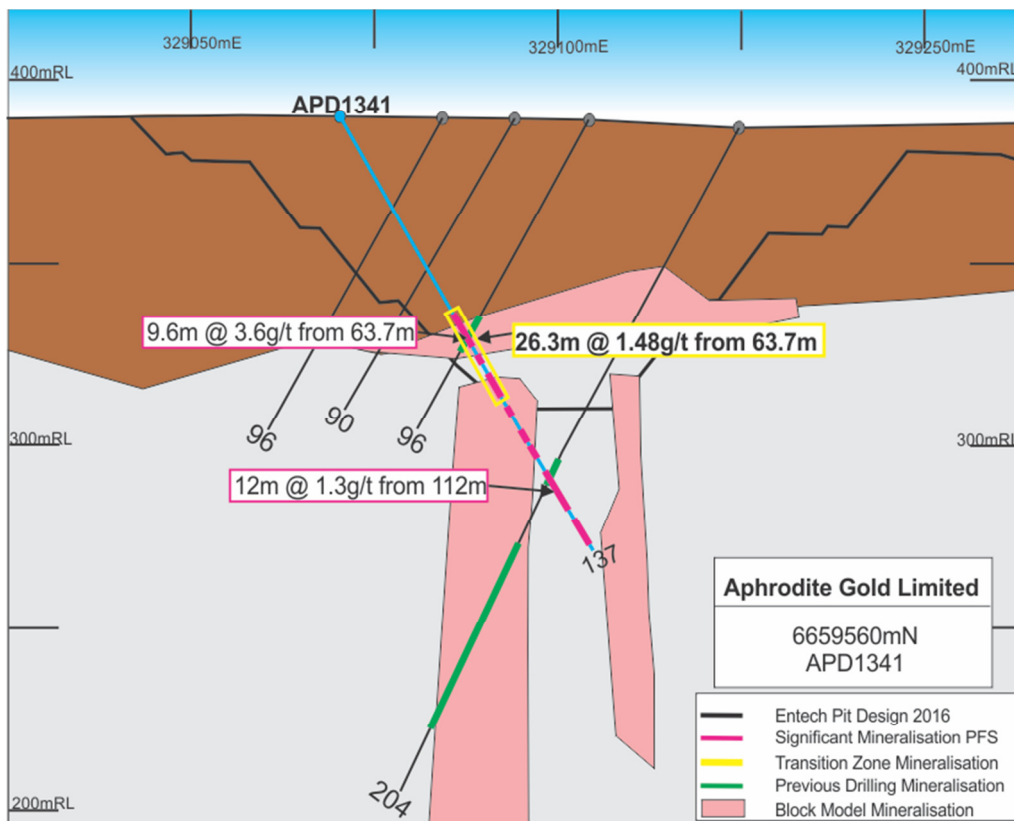 329050mE
329100mE
329250mE
400mRL
400mRL
APD1341
9.6m @ 3.6g/t from 63.7m
26.3m @ 1.48g/t from 63.7m
96
90
96
300mRL
300mRL
12m @ 1.3g/t from 112m
137
Aphrodite Gold Limited
6659560mN
APD1341
Entech Pit Design 2016
Significant Mineralisation PFS
Transition Zone Mineralisation
Previous Drilling Mineralisation
Block Model Mineralisation
204
200mRL